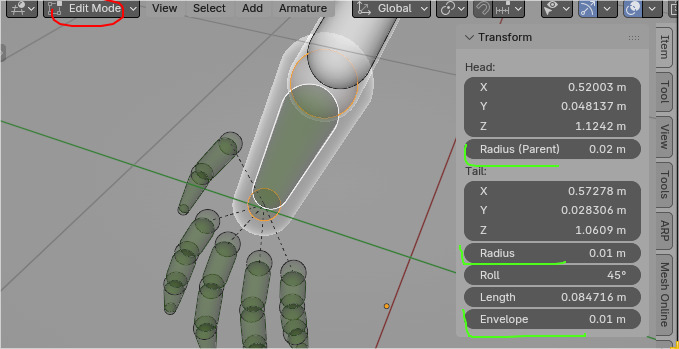 Edit Mode View Select Add Armature Global
Transform
Head:
X 0.52003 m
Y 0.048137 m
Z 1.1242 m
Radius (Parent) 0.02 m
Tail:
X 0.57278 m
Y 0.028306 m
Z 1.0609 m
Radius 0.01 m
Roll 45°
Length 0.084716 m
Envelope 0.01 m
Item
Tool
View
Tools
ARP
Mesh Online